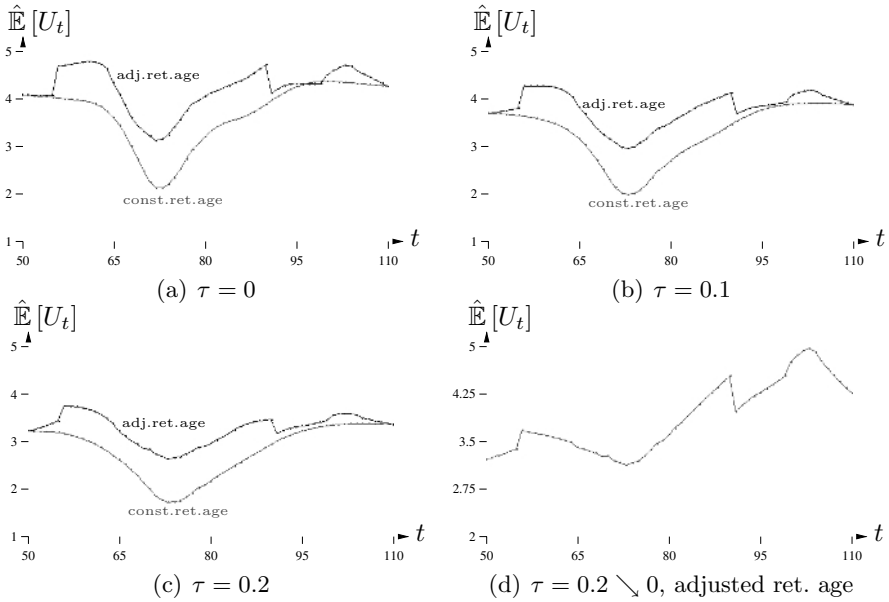 Ê [U_t]
5
4
3
2
1
50
65
80
95
110
t
adj.ret.age
const.ret.age
(a) τ = 0
Ê [U_t]
5
4
3
2
1
50
65
80
95
110
t
adj.ret.age
const.ret.age
(b) τ = 0.1
Ê [U_t]
5
4
3
2
1
50
65
80
95
110
t
adj.ret.age
const.ret.age
(c) τ = 0.2
Ê [U_t]
5
4.25
3.5
2.75
2
50
65
80
95
110
t
(d) τ = 0.2 ↘ 0, adjusted ret. age